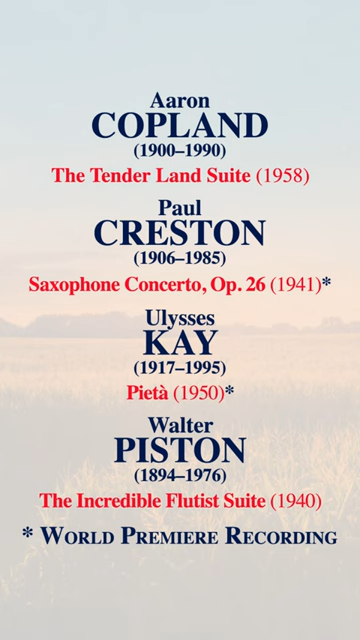 Aaron
COPLAND
(1900–1990)
The Tender Land Suite (1958)
Paul
CRESTON
(1906–1985)
Saxophone Concerto, Op. 26 (1941)*
Ulysses
KAY
(1917–1995)
Pietà (1950)*
Walter
PISTON
(1894–1976)
The Incredible Flutist Suite (1940)
* WORLD PREMIERE RECORDING